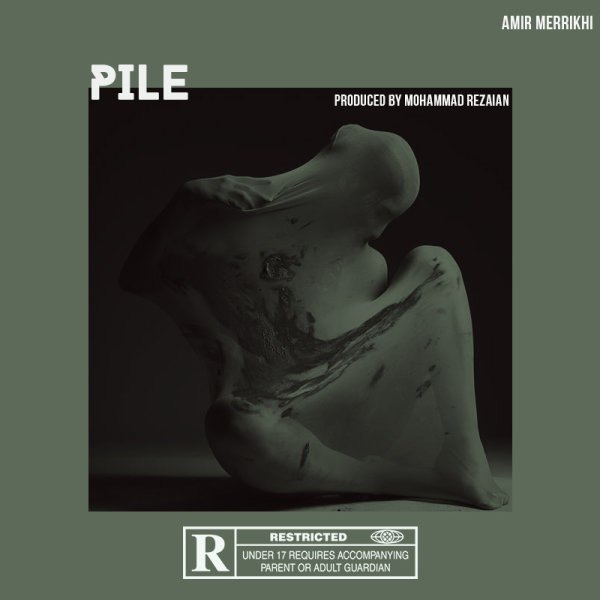 AMIR MERRIKHI
PILE
PRODUCED BY MOHAMMAD REZAIAN
R
RESTRICTED
UNDER 17 REQUIRES ACCOMPANYING
PARENT OR ADULT GUARDIAN